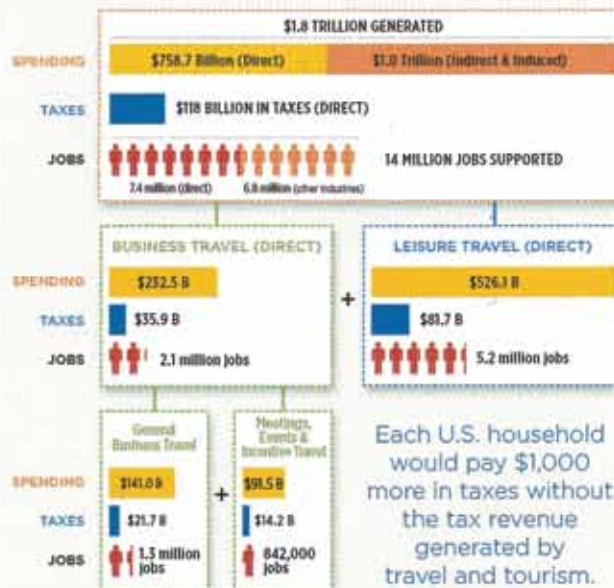 $1.8 TRILLION GENERATED
SPENDING
$758.7 Billion (Direct)
$1.0 Trillion (Indirect & Induced)
TAXES
$118 BILLION IN TAXES (DIRECT)
JOBS
14 MILLION JOBS SUPPORTED
7.4 million (direct)
6.8 million (other industries)
BUSINESS TRAVEL (DIRECT)
SPENDING
$232.5 B
TAXES
$35.9 B
JOBS
2.1 million jobs
+
LEISURE TRAVEL (DIRECT)
$526.1 B
$81.7 B
5.2 million jobs
General
Business Travel
SPENDING
$141.0 B
TAXES
$21.7 B
JOBS
1.3 million
jobs
+
Meetings,
Events &
Incentive Travel
$91.5 B
$14.2 B
842,000
jobs
Each U.S. household
would pay $1,000
more in taxes without
the tax revenue
generated by
travel and tourism.